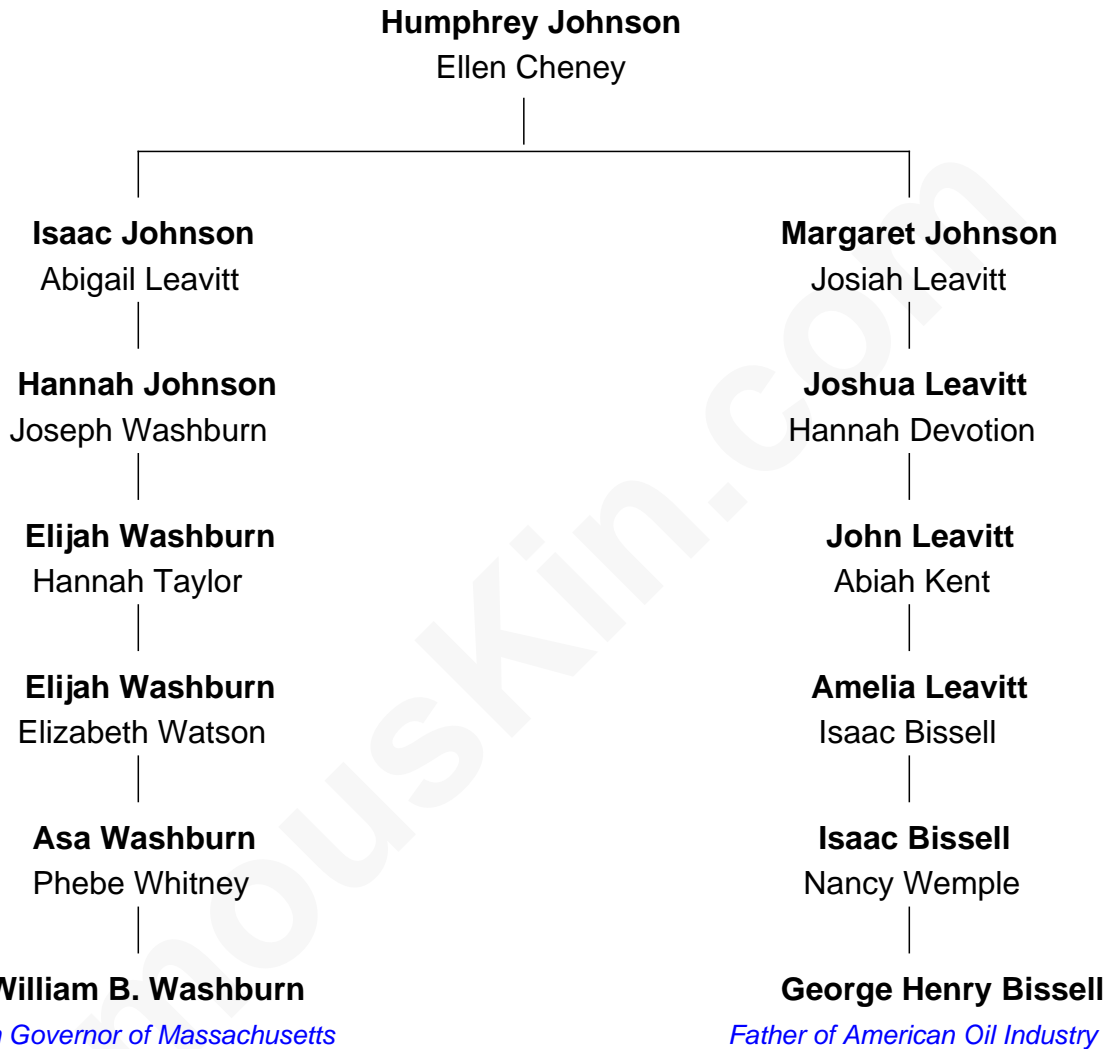 Humphrey Johnson
Ellen Cheney
Isaac Johnson
Abigail Leavitt
Margaret Johnson
Josiah Leavitt
Hannah Johnson
Joseph Washburn
Joshua Leavitt
Hannah Devotion
Elijah Washburn
Hannah Taylor
John Leavitt
Abiah Kent
Elijah Washburn
Elizabeth Watson
Amelia Leavitt
Isaac Bissell
Asa Washburn
Phebe Whitney
Isaac Bissell
Nancy Wemple
William B. Washburn
Governor of Massachusetts
George Henry Bissell
Father of American Oil Industry
mousKin.com